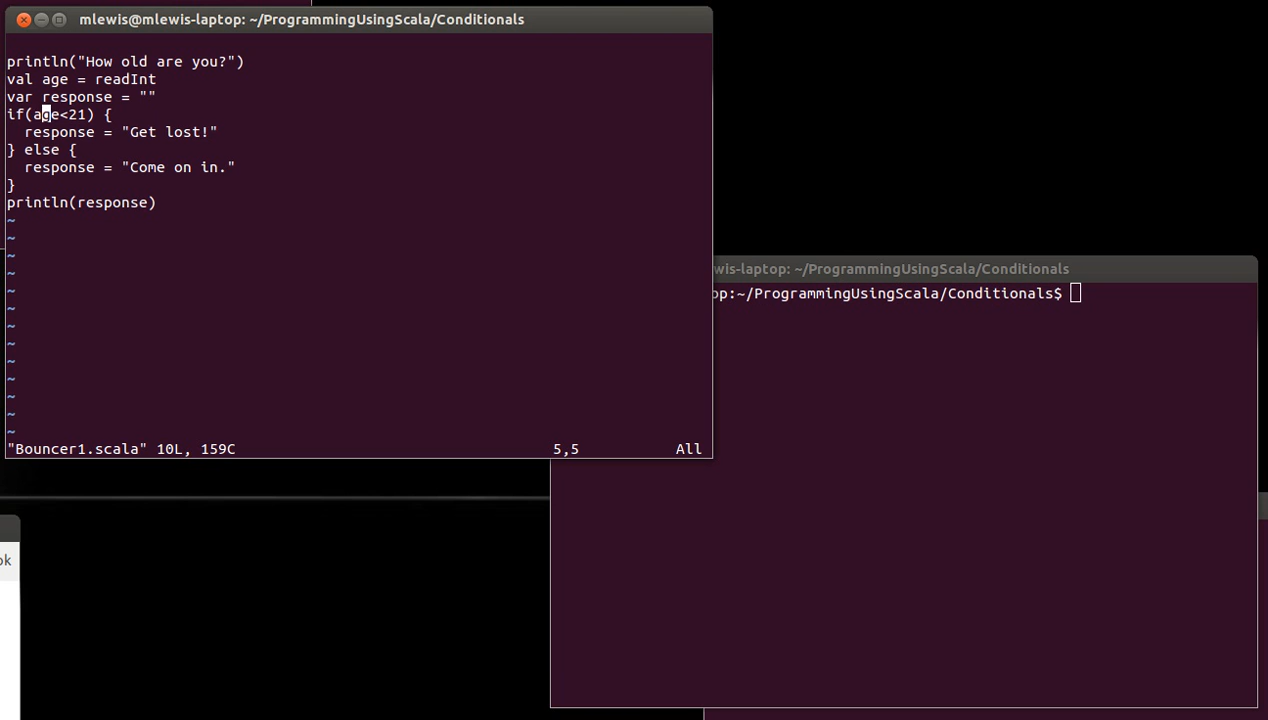 mlewis@mlewis-laptop: ~/ProgrammingUsingScala/Conditionals
println("How old are you?")
val age = readInt
var response = ""
if(age<21) {
  response = "Get lost!"
} else {
  response = "Come on in."
}
println(response)
~
~
~
~
~
~
~
~
~
~
~
~
~
"Bouncer1.scala" 10L, 159C 5,5 All
wis-laptop: ~/ProgrammingUsingScala/Conditionals
op:~/ProgrammingUsingScala/Conditionals$
ok